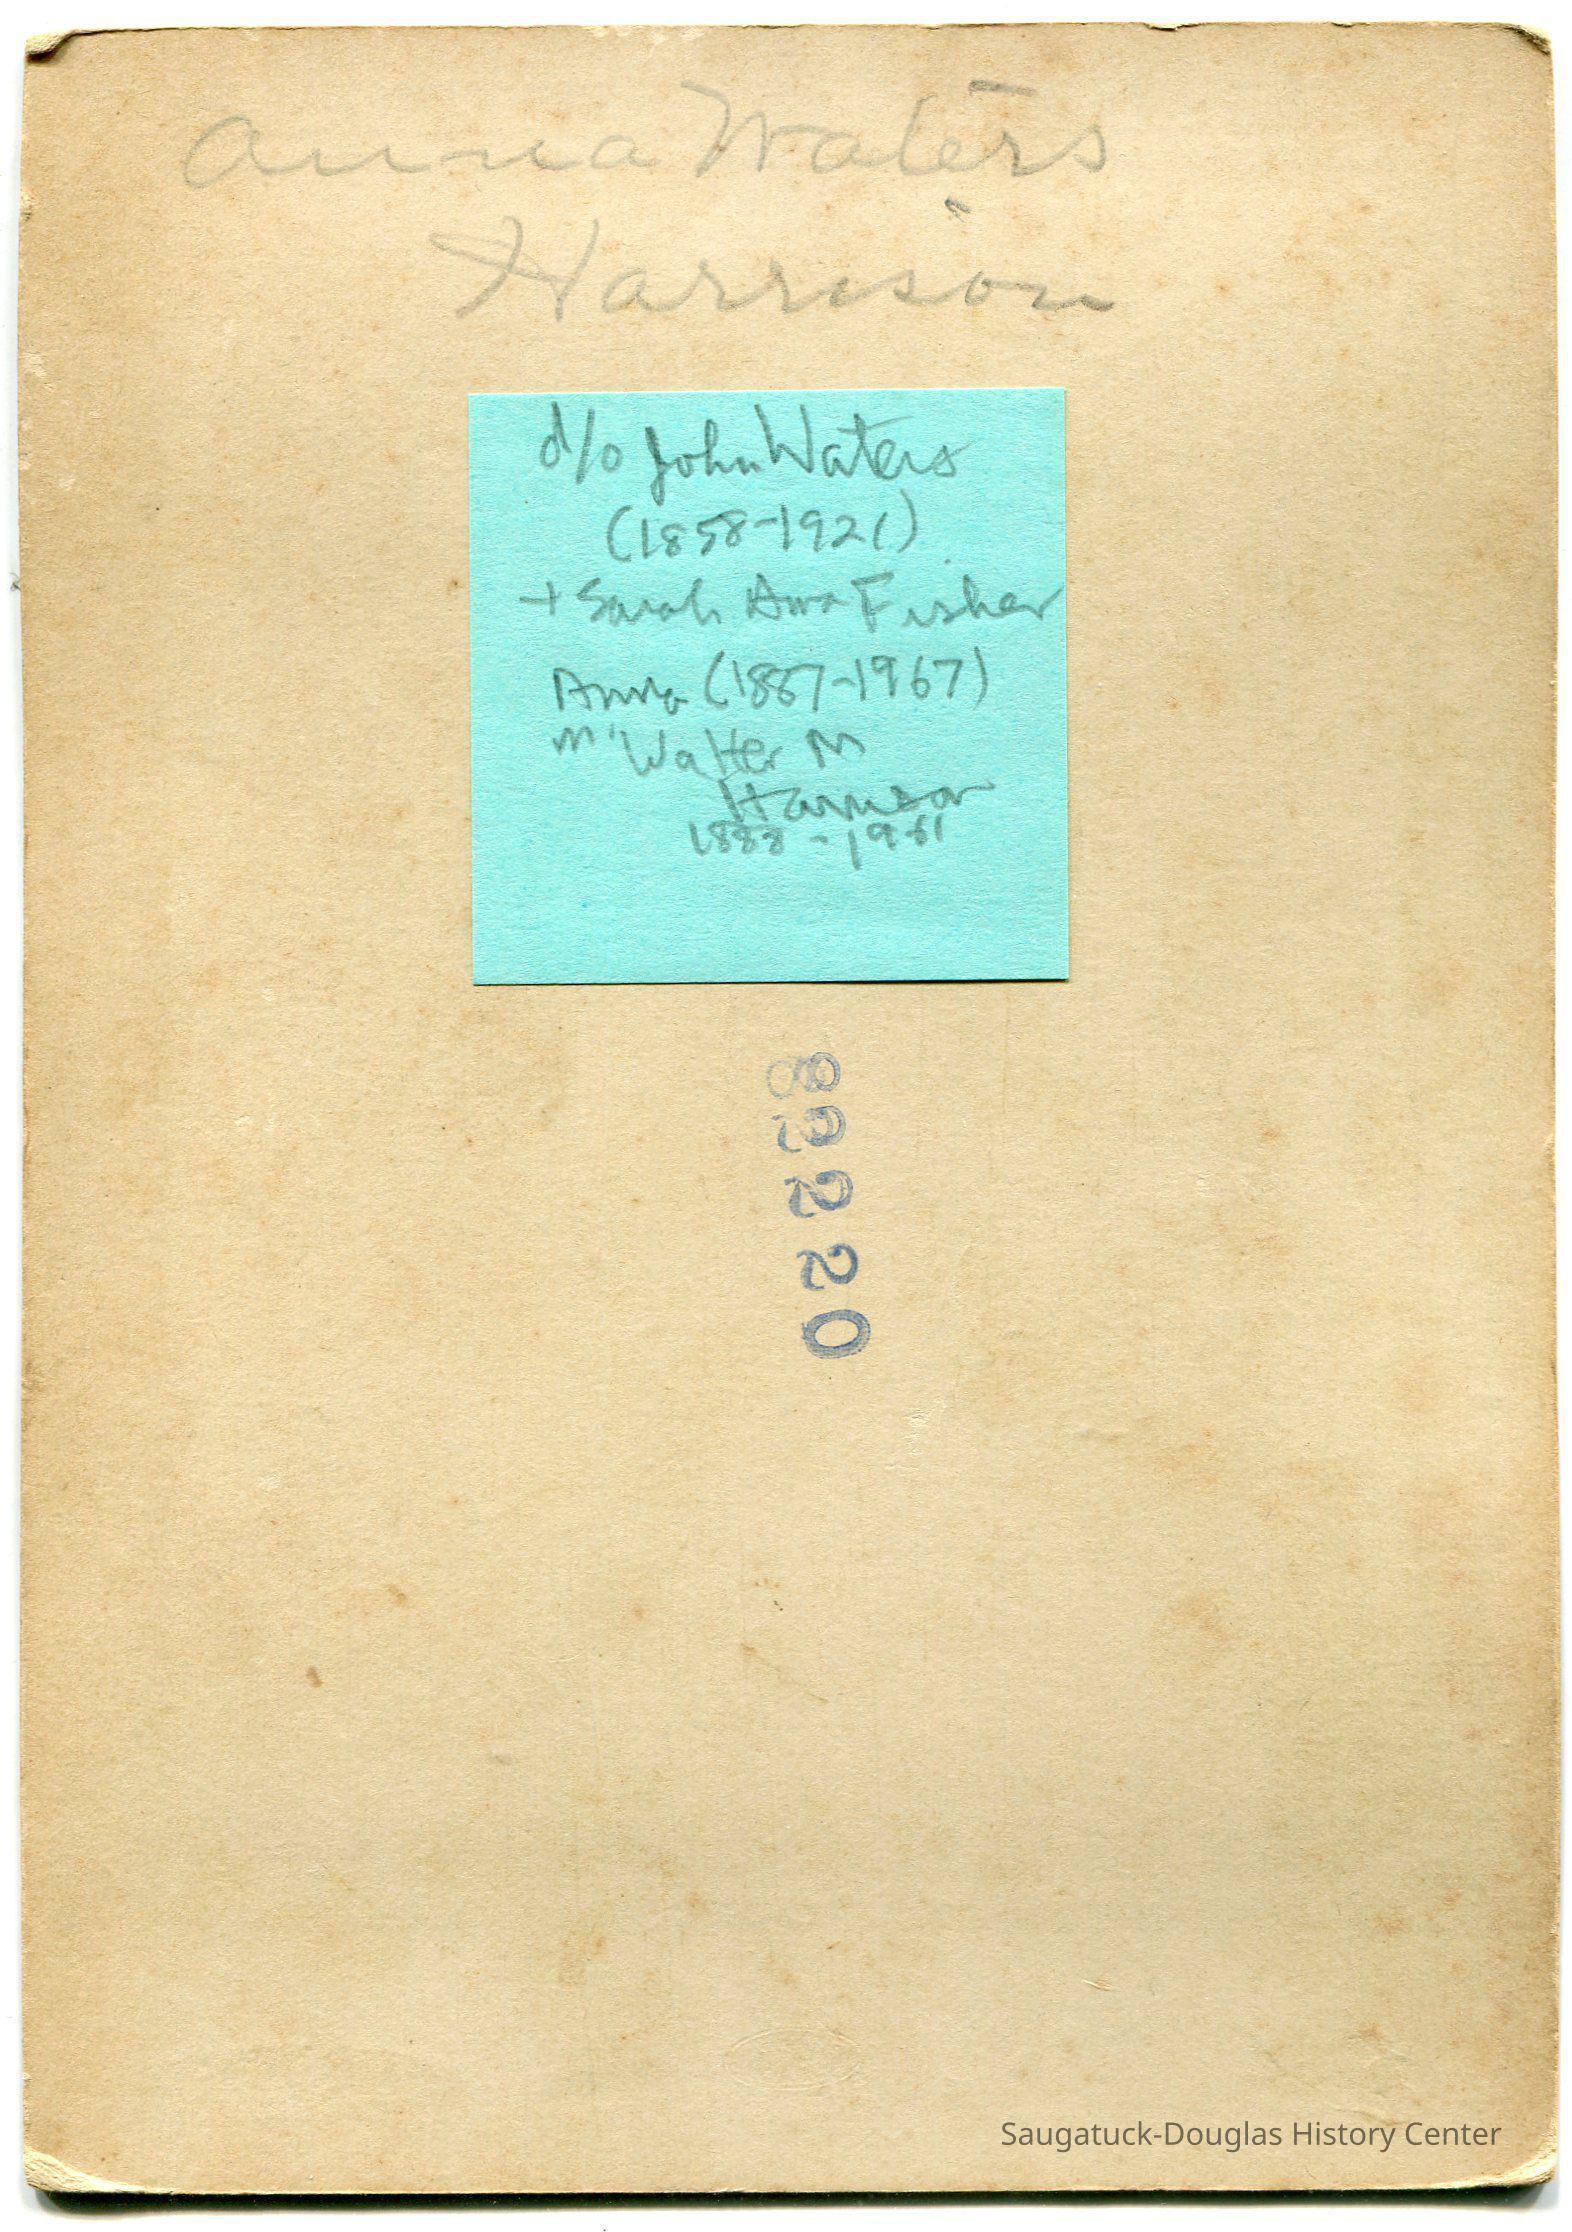 Anna Waters
Harrison
d/o John Waters
(1858-1921)
+ Sarah Ann Fisher
Anna (1887-1967)
m Walter M
Harrison
1888 - 1961
82220
Saugatuck-Douglas History Center